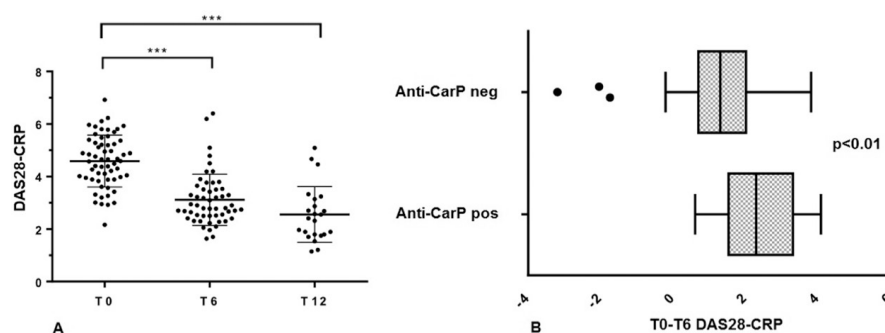 ***
***
8
6
4
2
0
DAS28-CRP
T 0
T 6
T 12
A
Anti-CarP neg
Anti-CarP pos
p<0.01
-4
-2
0
2
4
6
T0-T6 DAS28-CRP
B